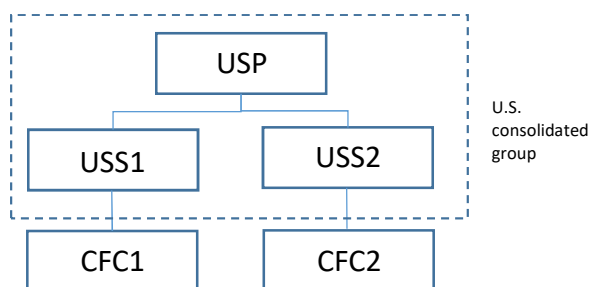 USP
U.S.
consolidated
group
USS1
USS2
CFC1
CFC2